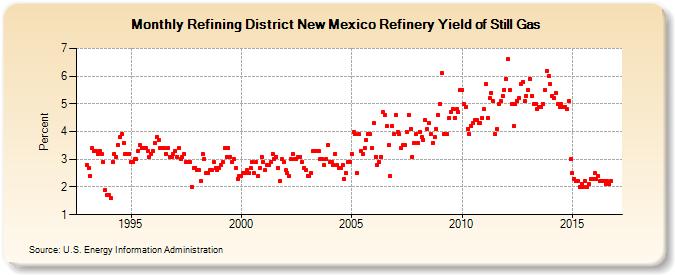 Monthly Refining District New Mexico Refinery Yield of Still Gas
Percent
7
6
5
4
3
2
1
1995 2000 2005 2010 2015
Source: U.S. Energy Information Administration